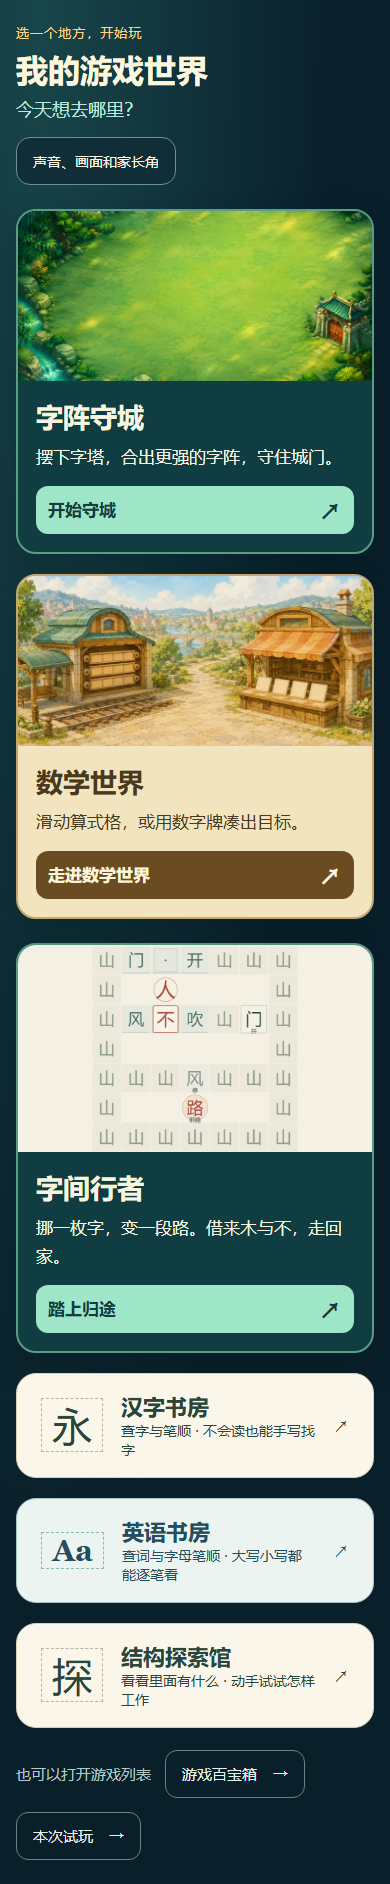 选一个地方，开始玩
我的游戏世界
今天想去哪里？
声音、画面和家长角
字阵守城
摆下字塔，合出更强的字阵，守住城门。
开始守城 ↗
数学世界
滑动算式格，或用数字牌凑出目标。
走进数学世界 ↗
山 门 · 开 山 山 山
山 人 山
山 风 不 吹 山 门 山
山 山
山 山 山 风 山 山 山
山 路 山
山 山 山 山 山 山 山
字间行者
挪一枚字，变一段路。借来木与不，走回
家。
踏上归途 ↗
永
汉字书房
查字与笔顺 · 不会读也能手写找
字
↗
Aa
英语书房
查词与字母笔顺 · 大写小写都
能逐笔看
↗
探
结构探索馆
看看里面有什么 · 动手试试怎样
工作
↗
也可以打开游戏列表 游戏百宝箱 →
本次试玩 →